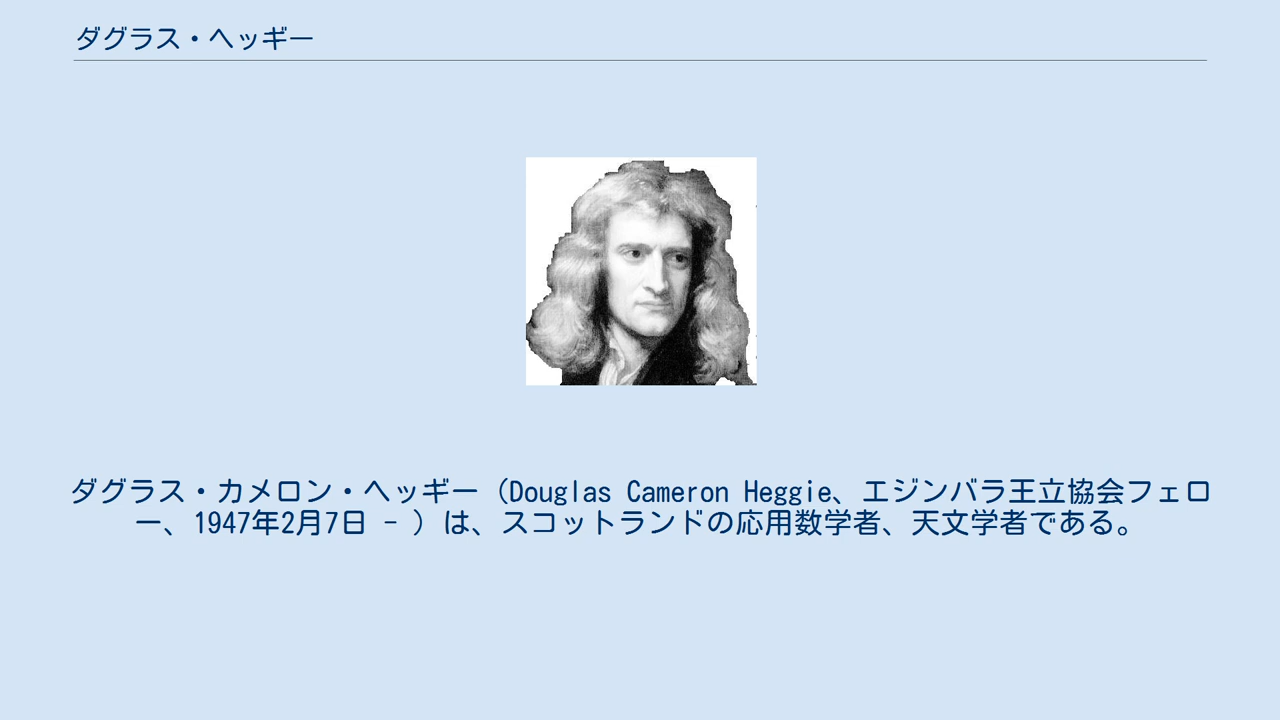 ダグラス・ヘッギー
ダグラス・カメロン・ヘッギー（Douglas Cameron Heggie、エジンバラ王立協会フェロ
ー、1947年2月7日 - ）は、スコットランドの応用数学者、天文学者である。